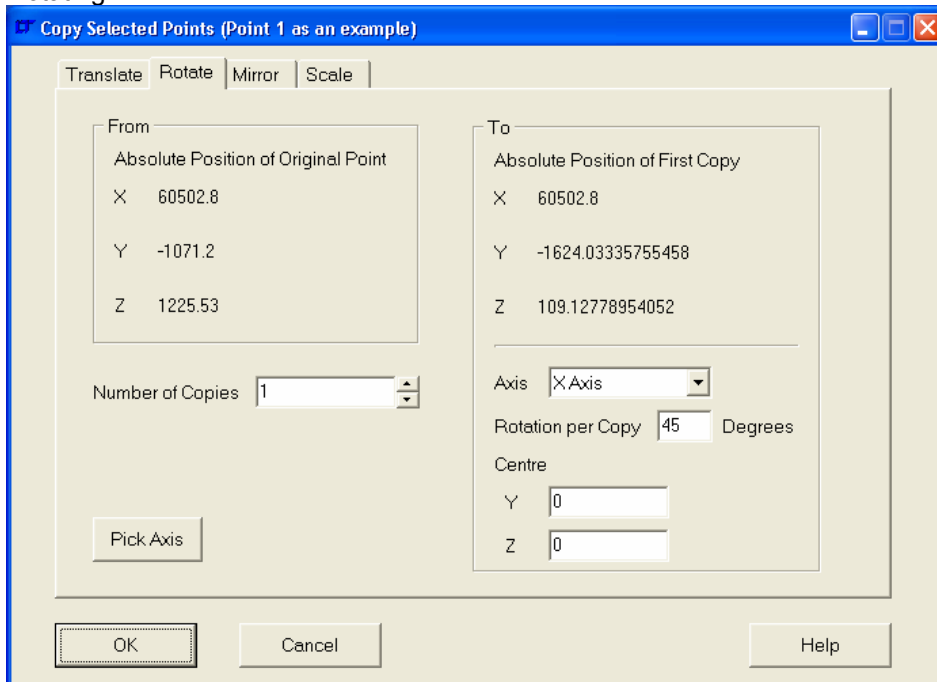 Copy Selected Points (Point 1 as an example)
Translate Rotate Mirror Scale
From
Absolute Position of Original Point
X 60502.8
Y -1071.2
Z 1225.53
Number of Copies 1
Pick Axis
To
Absolute Position of First Copy
X 60502.8
Y -1624.03335755458
Z 109.12778954052
Axis X Axis
Rotation per Copy 45 Degrees
Centre
Y 0
Z 0
OK Cancel Help